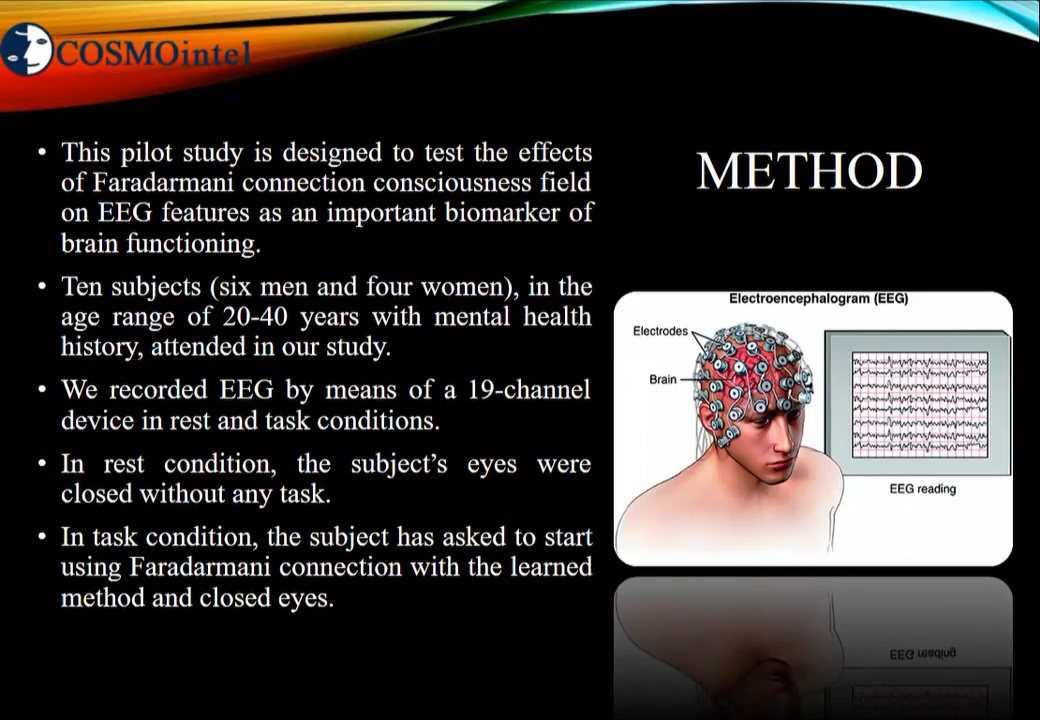 COSMOintel
METHOD
• This pilot study is designed to test the effects
of Faradarmani connection consciousness field
on EEG features as an important biomarker of
brain functioning.
• Ten subjects (six men and four women), in the
age range of 20-40 years with mental health
history, attended in our study.
• We recorded EEG by means of a 19-channel
device in rest and task conditions.
• In rest condition, the subject's eyes were
closed without any task.
• In task condition, the subject has asked to start
using Faradarmani connection with the learned
method and closed eyes.
Electroencephalogram (EEG)
Electrodes
Brain
EEG reading